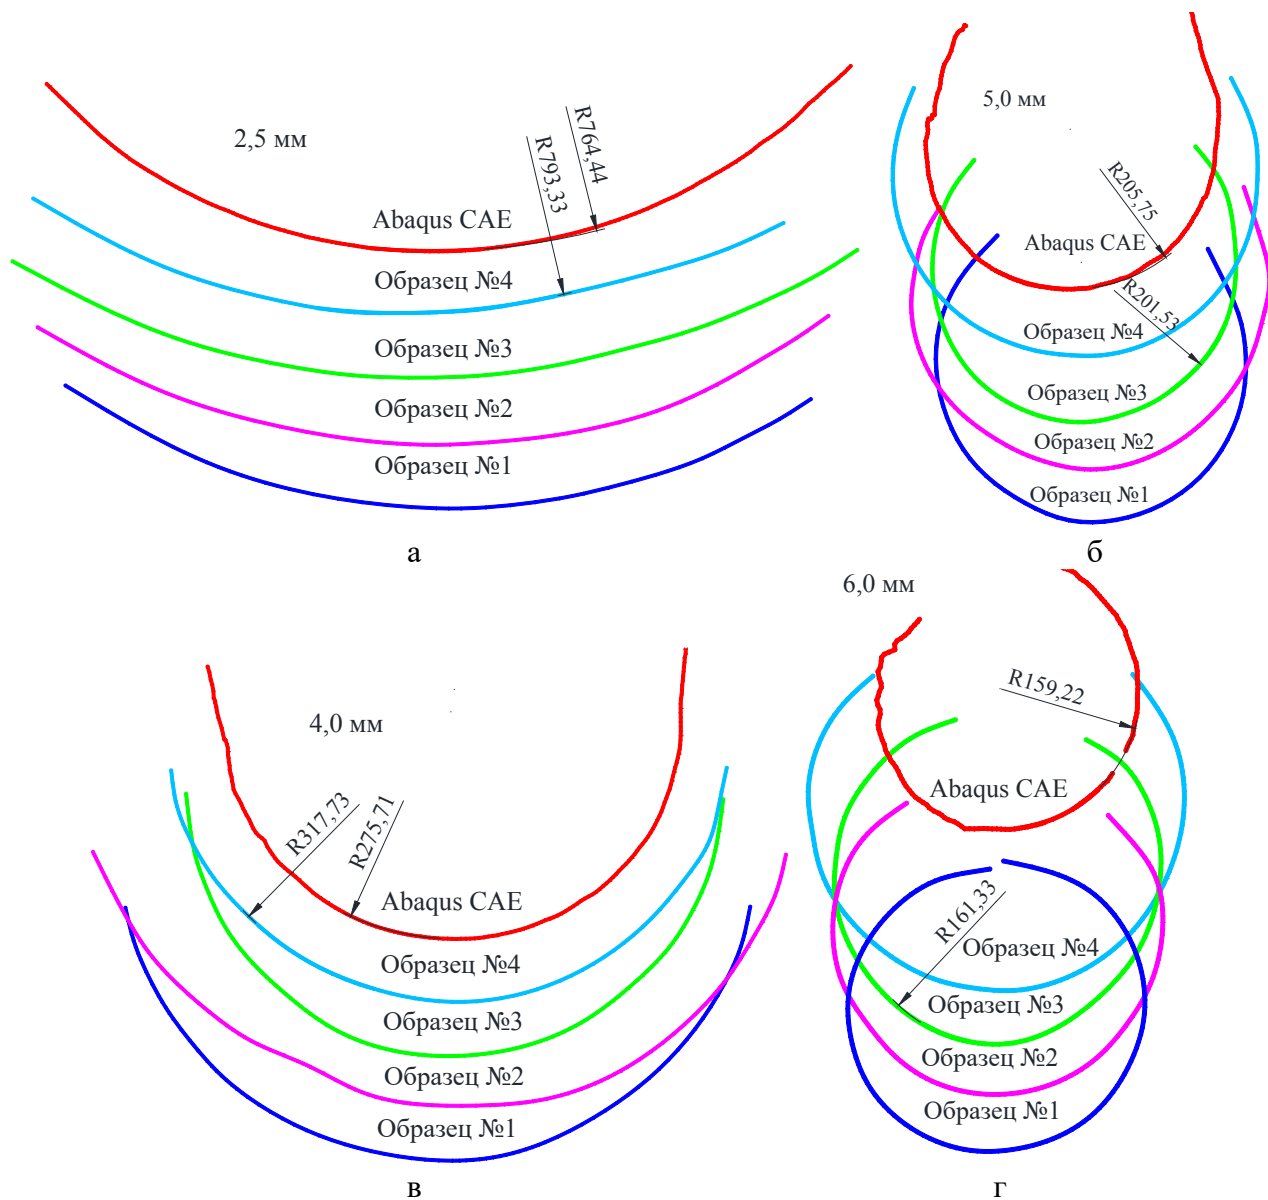 2,5 мм
R764,44
R793,33
Abaqus CAE
Образец №4
Образец №3
Образец №2
Образец №1
а
5,0 мм
R205,75
Abaqus CAE
R201,53
Образец №4
Образец №3
Образец №2
Образец №1
б
4,0 мм
R317,73
R275,71
Abaqus CAE
Образец №4
Образец №3
Образец №2
Образец №1
в
6,0 мм
R159,22
Abaqus CAE
R161,33
Образец №4
Образец №3
Образец №2
Образец №1
г